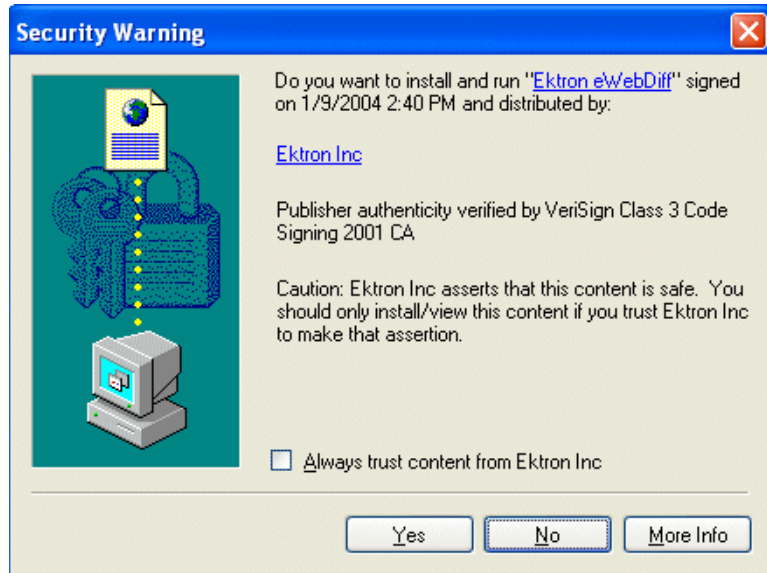 Security Warning
Do you want to install and run "Ektron eWebDiff" signed
on 1/9/2004 2:40 PM and distributed by:
Ektron Inc
Publisher authenticity verified by VeriSign Class 3 Code
Signing 2001 CA
Caution: Ektron Inc asserts that this content is safe.  You
should only install/view this content if you trust Ektron Inc
to make that assertion.
Always trust content from Ektron Inc
Yes
No
More Info